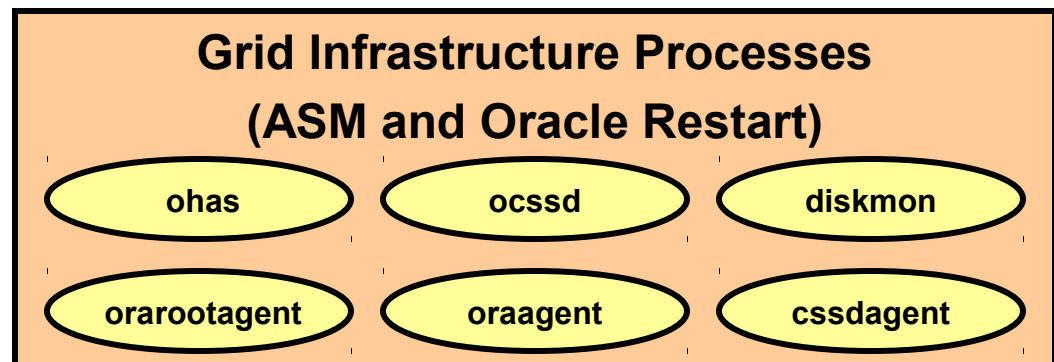 Grid Infrastructure Processes
(ASM and Oracle Restart)
ohas ocssd diskmon
orarootagent oraagent cssdagent